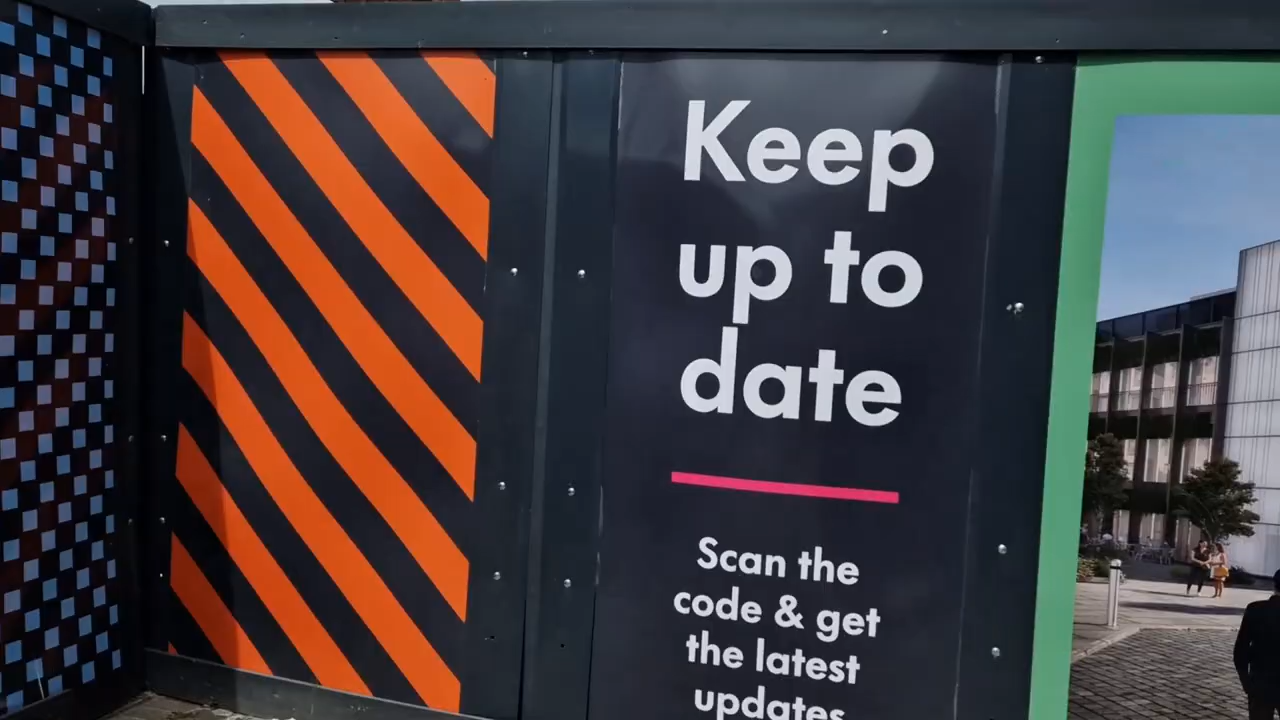 Keep
up to
date
Scan the
code & get
the latest
updates